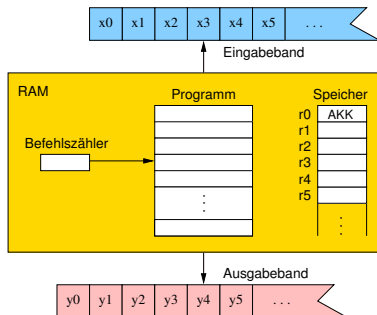 x0 x1 x2 x3 x4 x5 ...
Eingabeband
RAM
Programm
Speicher
r0 AKK
r1
Befehlszähler
r2
r3
r4
r5
Ausgabeband
y0 y1 y2 y3 y4 y5 ...